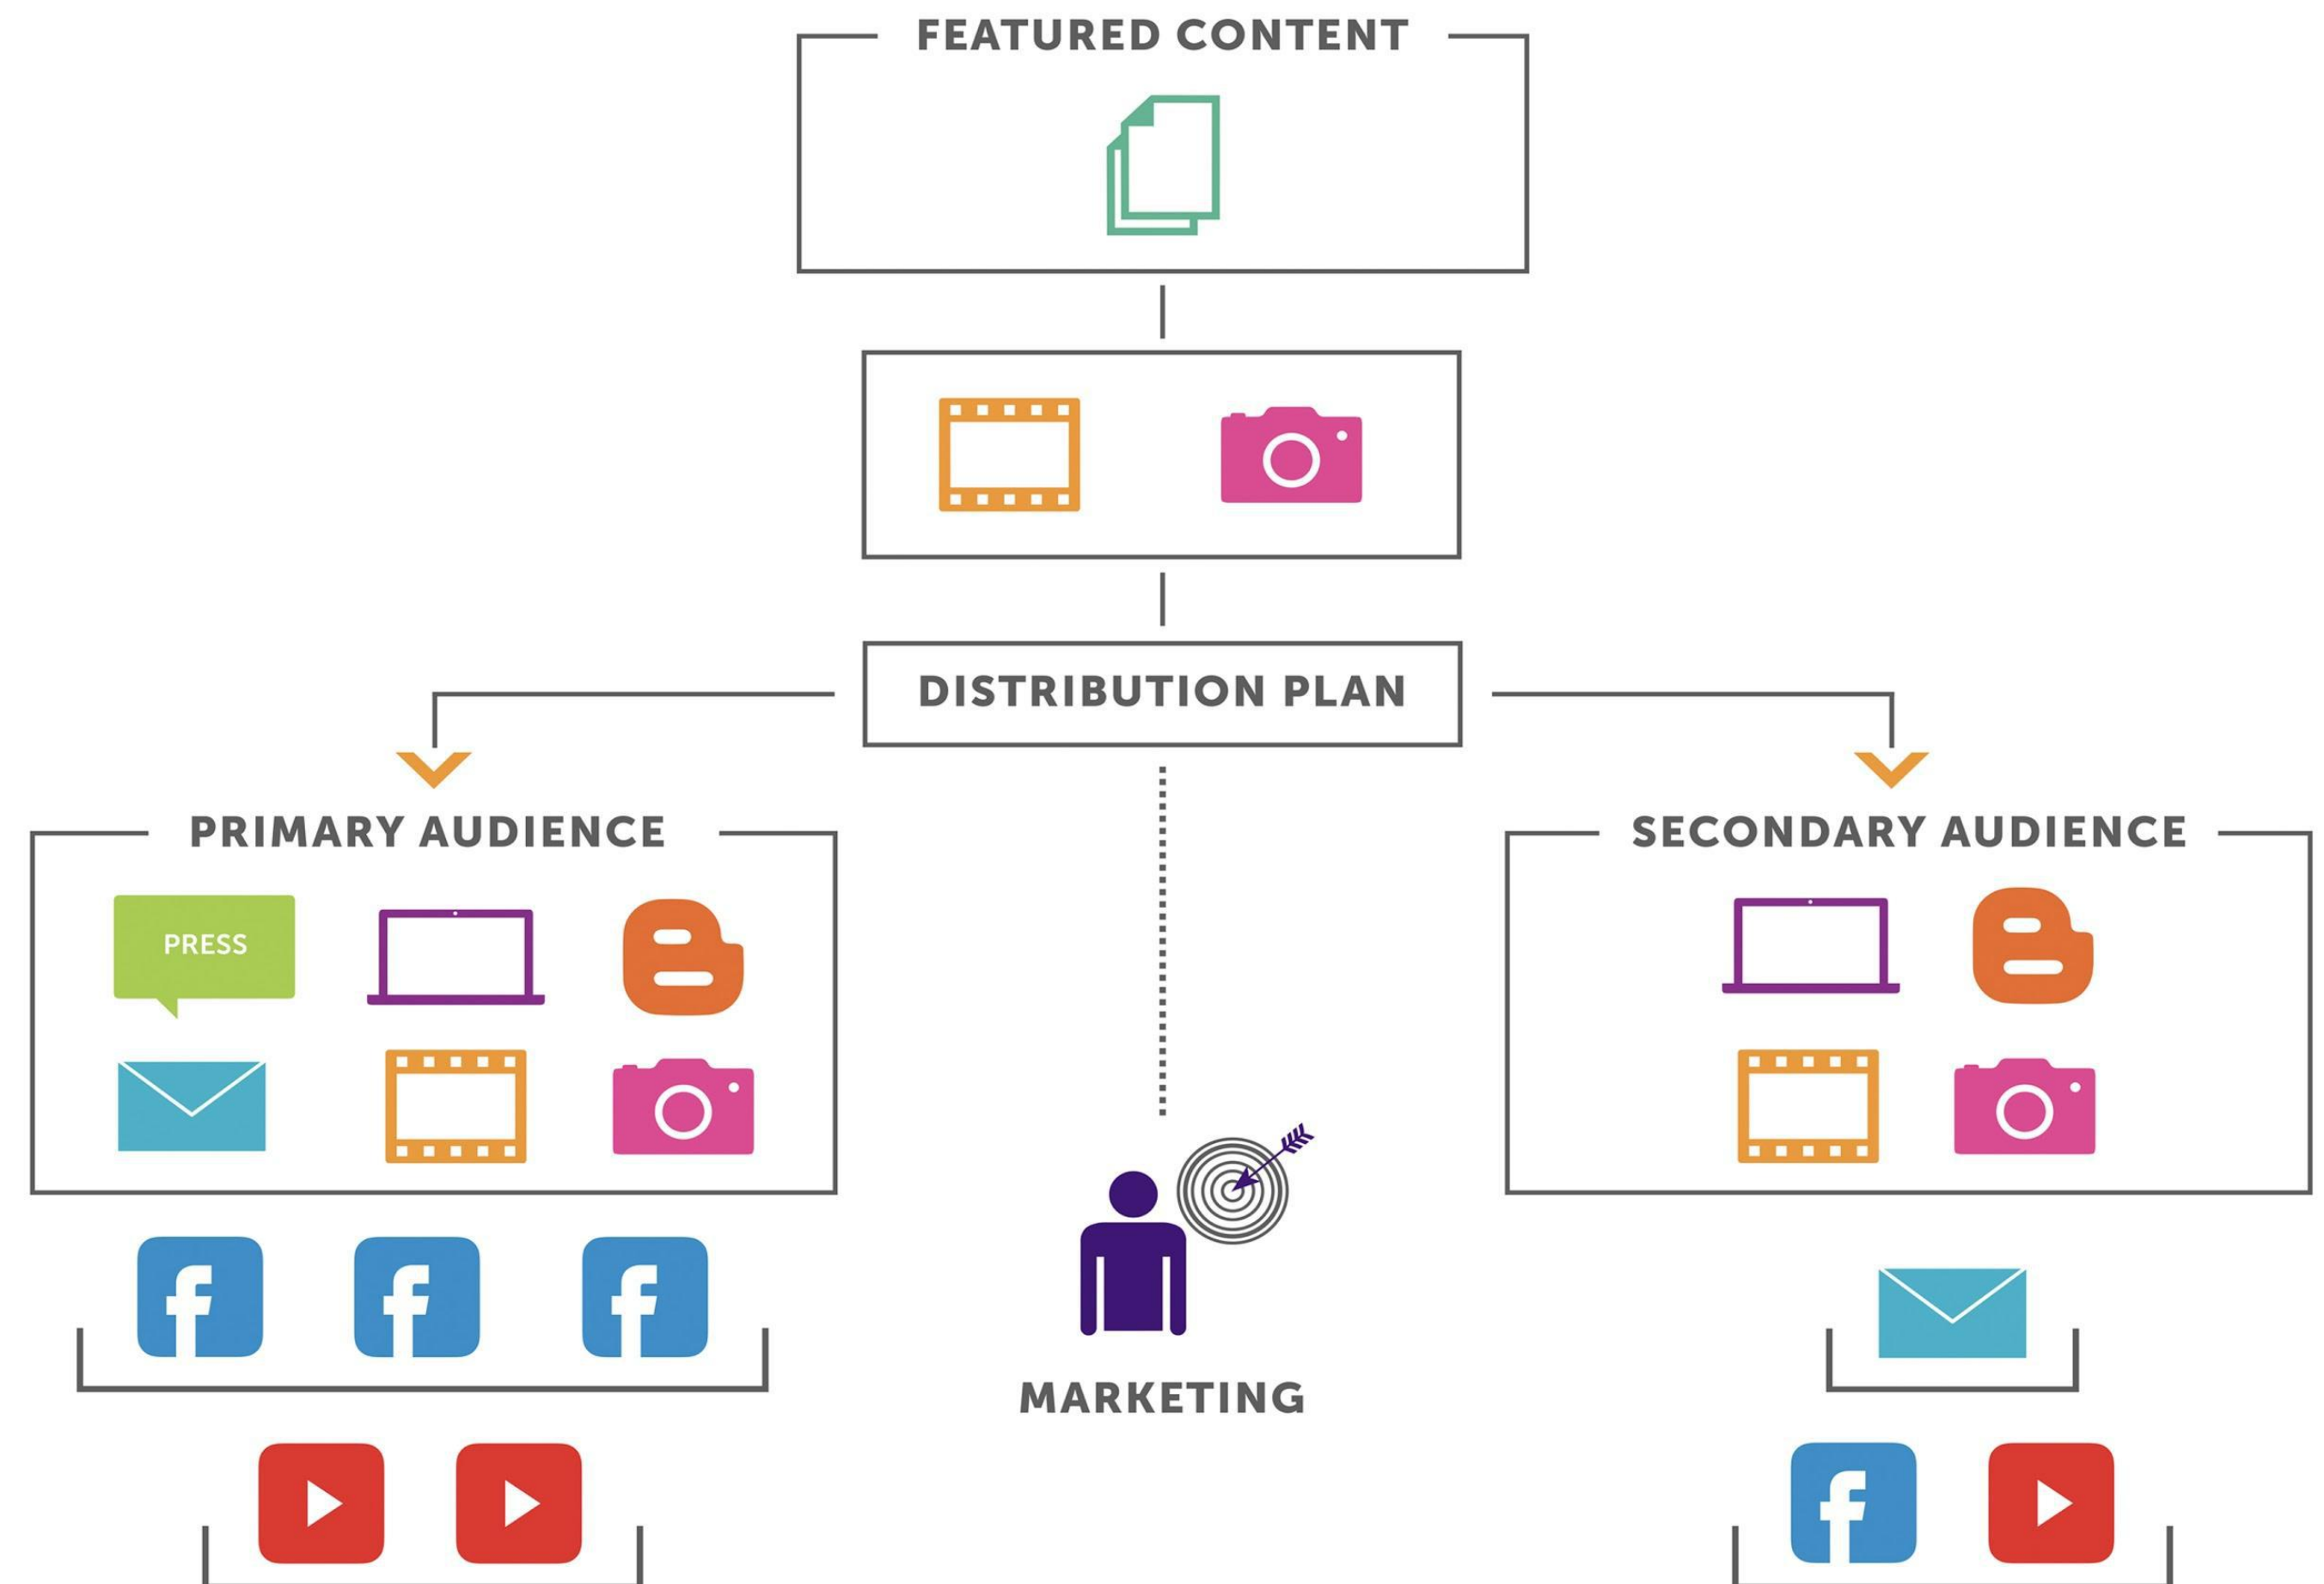 FEATURED CONTENT
DISTRIBUTION PLAN
PRIMARY AUDIENCE
SECONDARY AUDIENCE
PRESS
MARKETING